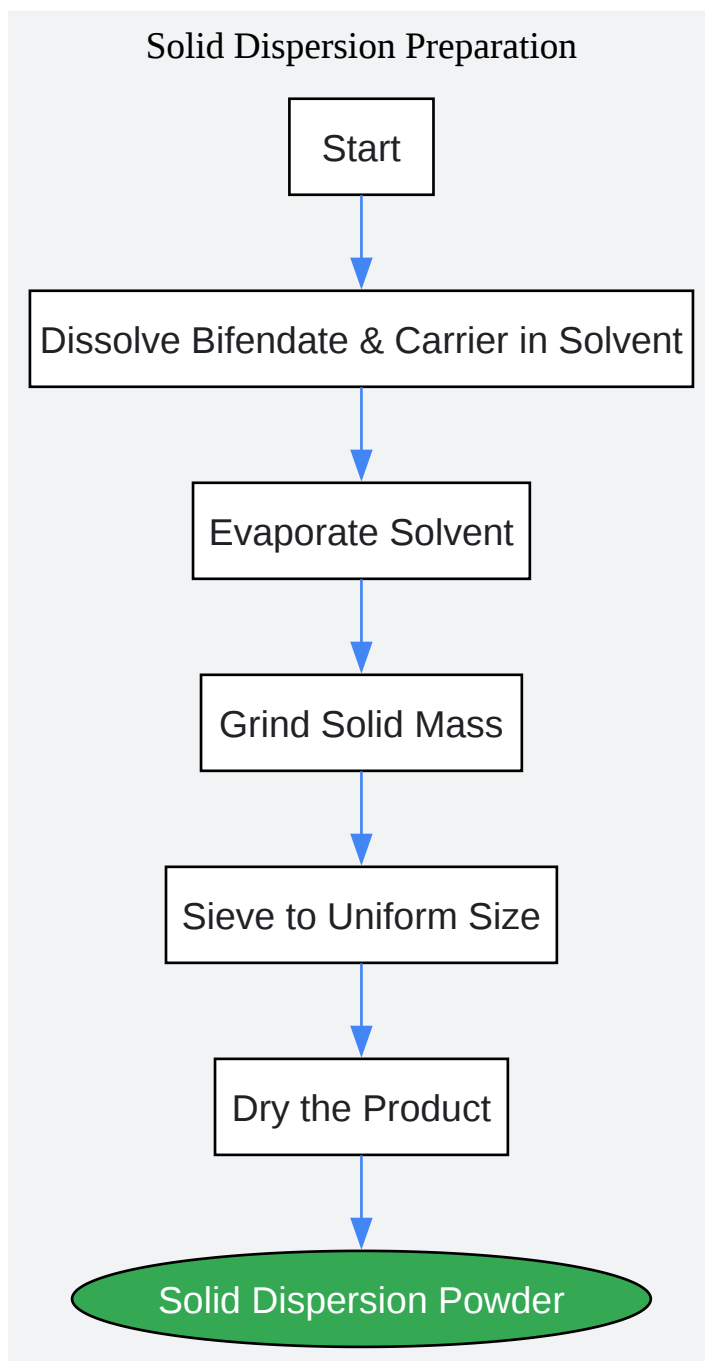 Solid Dispersion Preparation
Start
Dissolve Bifendate & Carrier in Solvent
Evaporate Solvent
Grind Solid Mass
Sieve to Uniform Size
Dry the Product
Solid Dispersion Powder